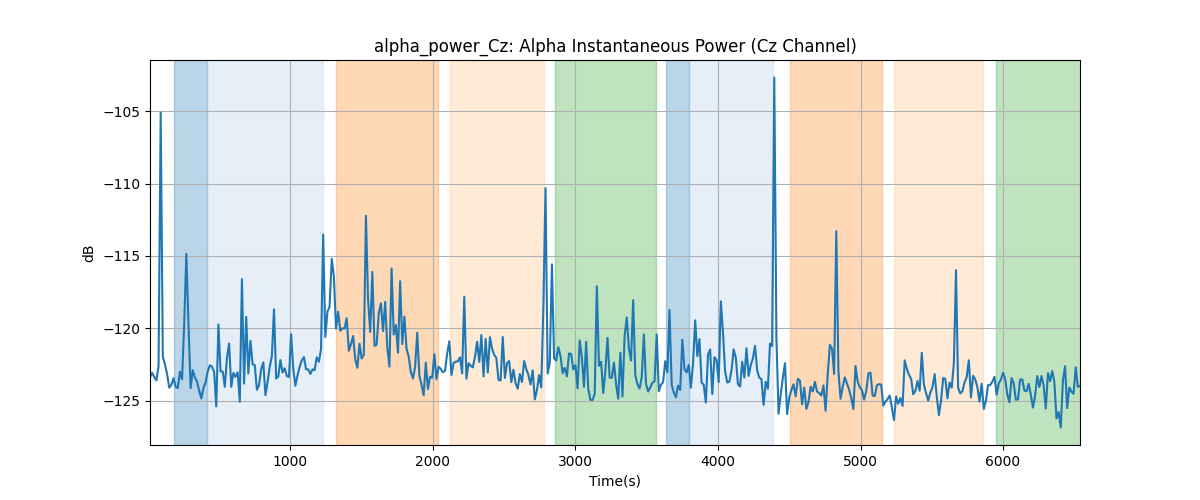 alpha_power_Cz: Alpha Instantaneous Power (Cz Channel)
−105
−110
−115
−120
−125
dB
1000 2000 3000 4000 5000 6000
Time(s)